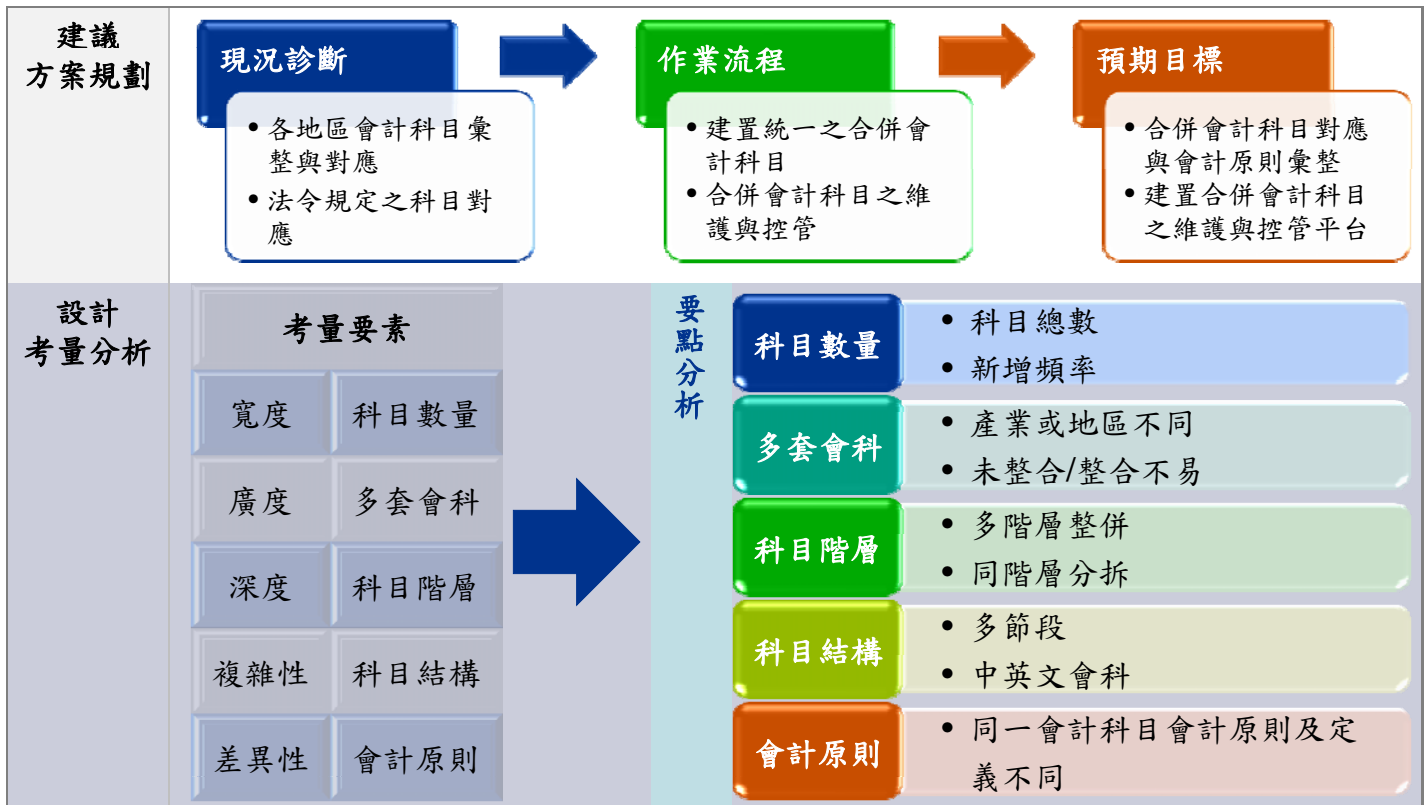 建議
方案規劃
現況診斷
• 各地區會計科目彙
整與對應
• 法令規定之科目對
應
作業流程
• 建置統一之合併會
計科目
• 合併會計科目之維
護與控管
預期目標
• 合併會計科目對應
與會計原則彙整
• 建置合併會計科目
之維護與控管平台
設計
考量分析
考量要素
寬度 科目數量
廣度 多套會科
深度 科目階層
複雜性 科目結構
差異性 會計原則
要點分析
科目數量
• 科目總數
• 新增頻率
多套會科
• 產業或地區不同
• 未整合/整合不易
科目階層
• 多階層整併
• 同階層分拆
科目結構
• 多節段
• 中英文會科
會計原則
• 同一會計科目會計原則及定
義不同